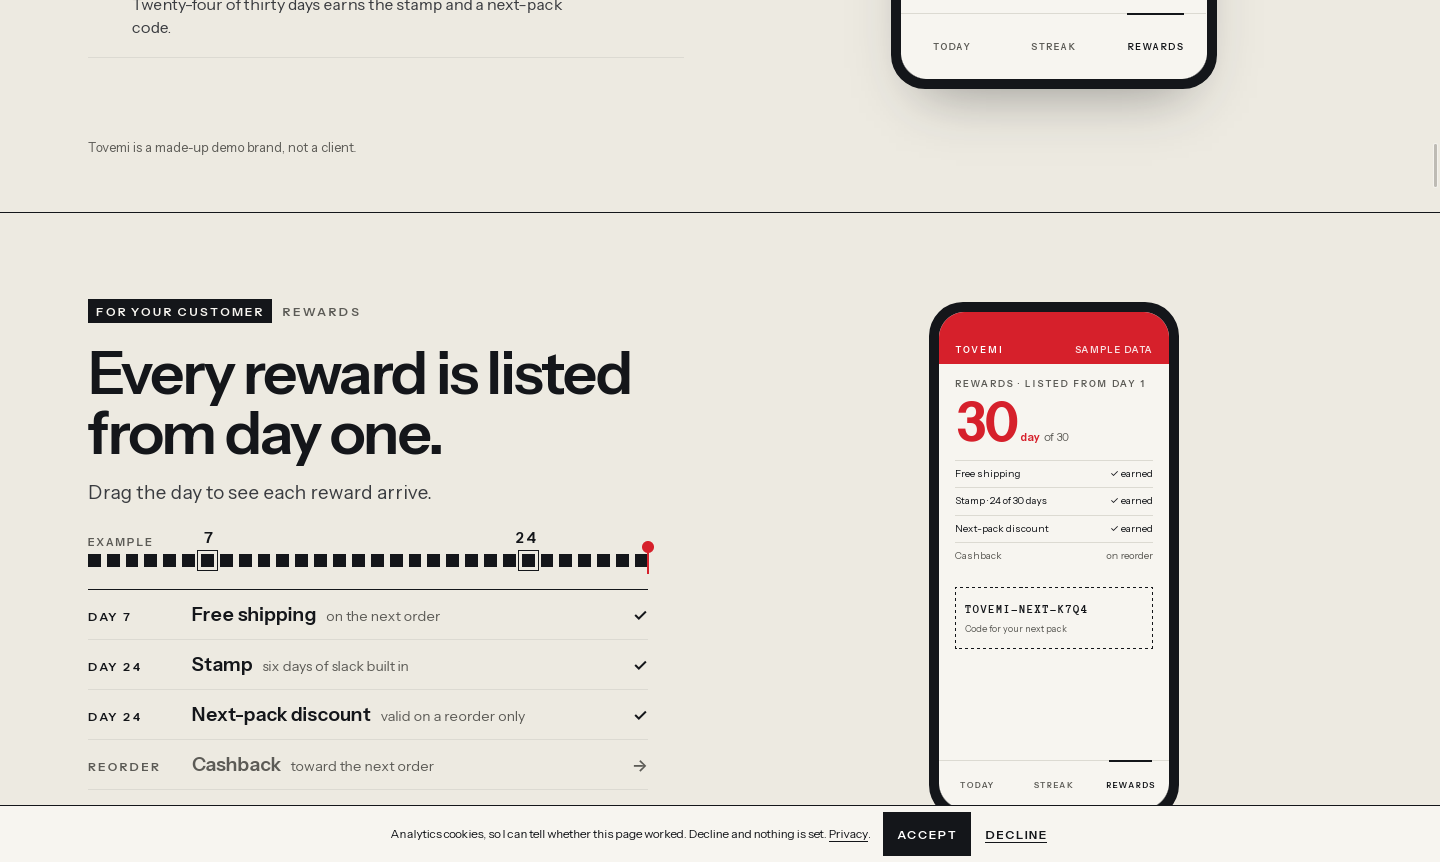 Twenty-four of thirty days earns the stamp and a next-pack
code.
TODAY STREAK REWARDS
Tovemi is a made-up demo brand, not a client.
FOR YOUR CUSTOMER REWARDS
Every reward is listed
from day one.
Drag the day to see each reward arrive.
EXAMPLE 7 24
DAY 7 Free shipping on the next order ✓
DAY 24 Stamp six days of slack built in ✓
DAY 24 Next-pack discount valid on a reorder only ✓
REORDER Cashback toward the next order →
TOVEMI SAMPLE DATA
REWARDS · LISTED FROM DAY 1
30 day of 30
Free shipping ✓ earned
Stamp · 24 of 30 days ✓ earned
Next-pack discount ✓ earned
Cashback on reorder
TOVEMI-NEXT-K7Q4
Code for your next pack
TODAY STREAK REWARDS
Analytics cookies, so I can tell whether this page worked. Decline and nothing is set. Privacy. ACCEPT DECLINE